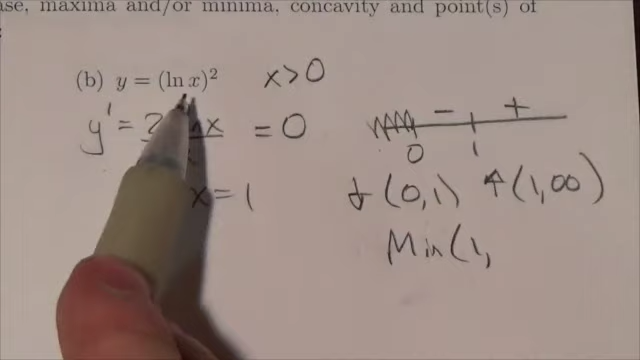 ase, maxima and/or minima, concavity and point(s) of
:
(b) y = (ln x)² x>0
y' = 2 lnx = 0 − +
0 1
x = 1 ↓ (0,1) ↑ (1,∞)
Min (1,